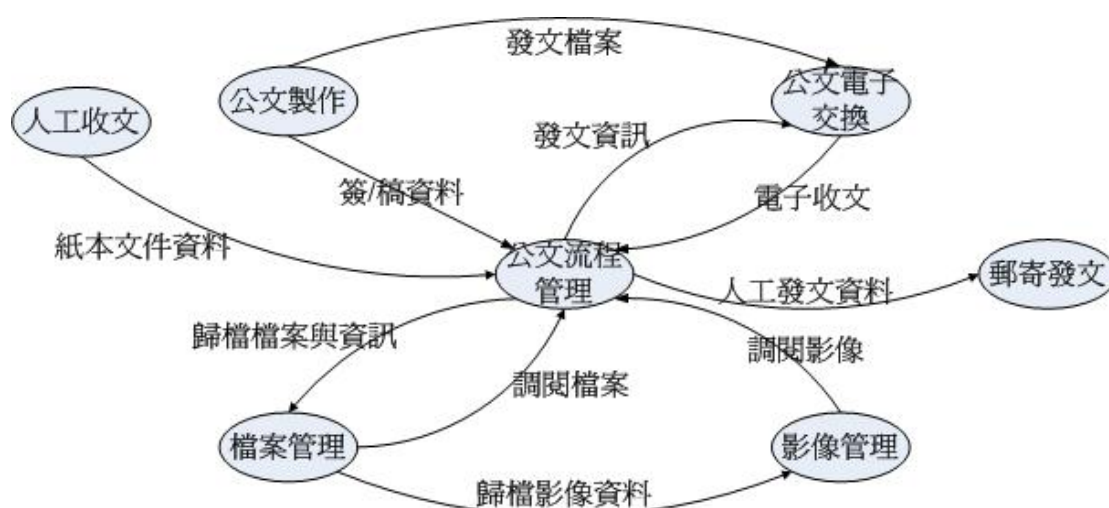 發文檔案
公文製作
公文電子
交換
人工收文
發文資訊
簽/稿資料
電子收文
紙本文件資料
公文流程
管理
人工發文資料
郵寄發文
歸檔檔案與資訊
調閱影像
調閱檔案
檔案管理
影像管理
歸檔影像資料